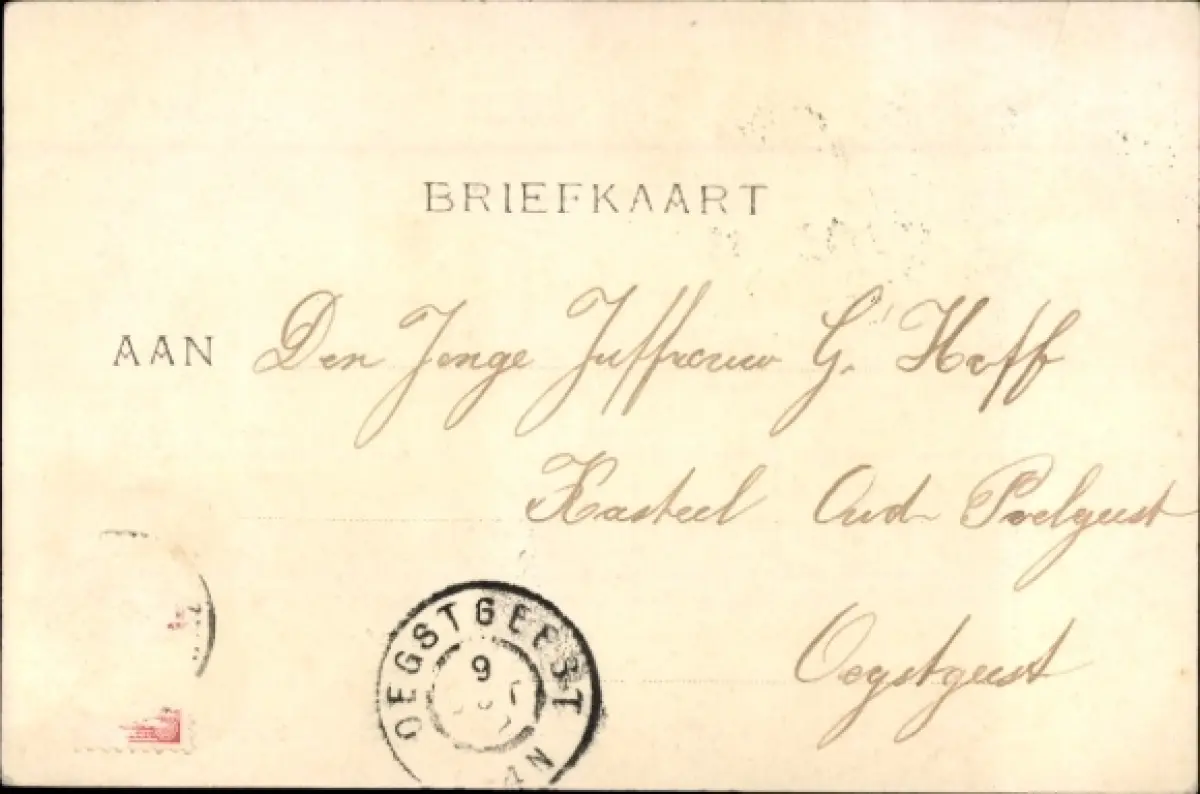 BRIEFKAART
AAN Den Jonge Juffrouw G. Hoff
Kasteel Oud Poelgeest
Oegstgeest
OEGSTGEEST
9